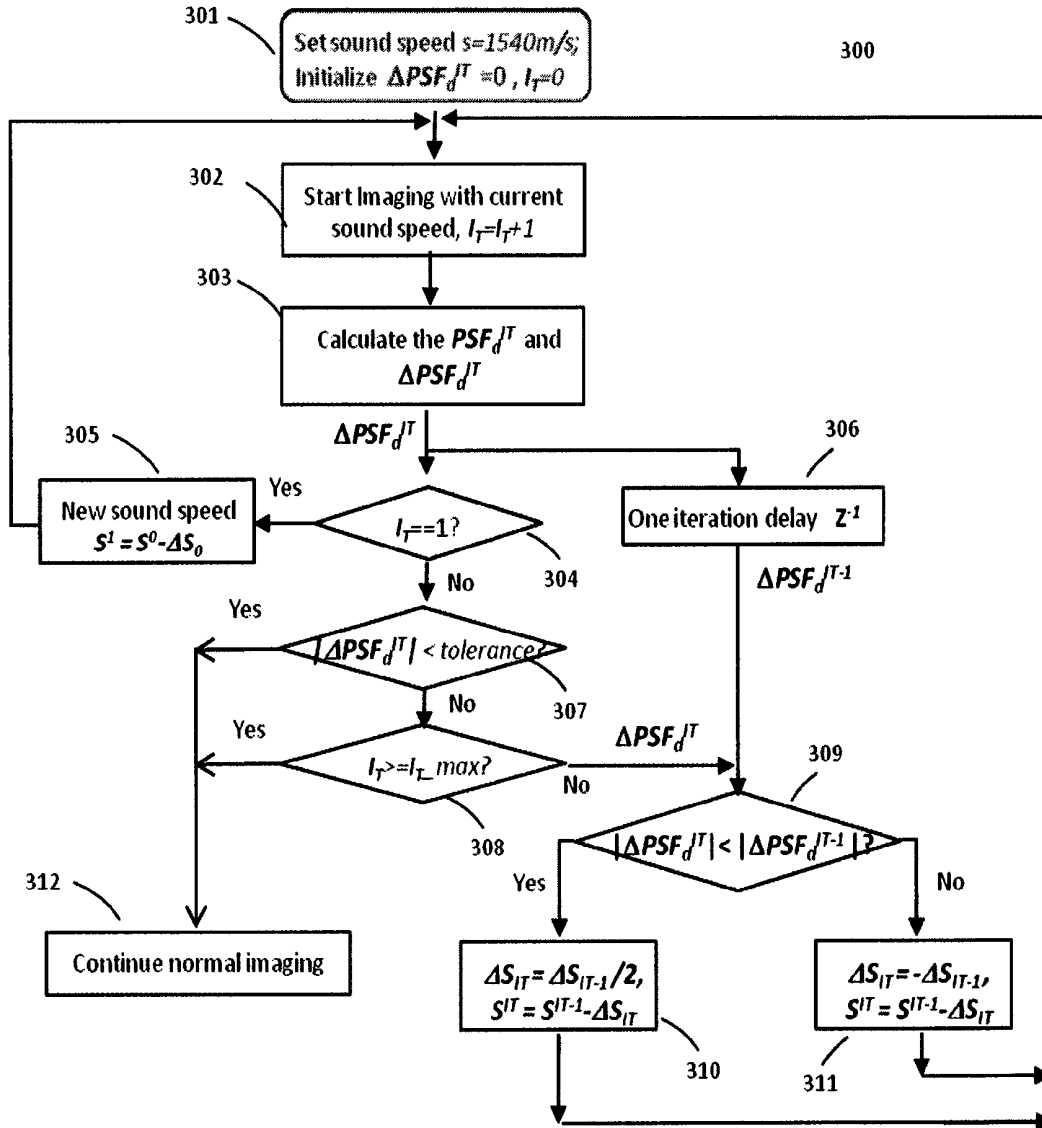 301
Set sound speed s=1540m/s;
Initialize ΔPSF_d^IT =0 , I_T=0
300
302
Start Imaging with current
sound speed, I_T=I_T+1
303
Calculate the PSF_d^IT and
ΔPSF_d^IT
ΔPSF_d^IT
305
New sound speed
S^1 = S^0-ΔS_0
Yes
I_T==1?
304
No
306
One iteration delay Z^-1
ΔPSF_d^IT-1
Yes
|ΔPSF_d^IT| < tolerance?
307
No
Yes
I_T>=I_T_max?
308
No
ΔPSF_d^IT
309
|ΔPSF_d^IT| < |ΔPSF_d^IT-1|?
Yes
No
312
Continue normal imaging
ΔS_IT = ΔS_IT-1/2,
S^IT = S^IT-1-ΔS_IT
310
ΔS_IT = -ΔS_IT-1,
S^IT = S^IT-1-ΔS_IT
311